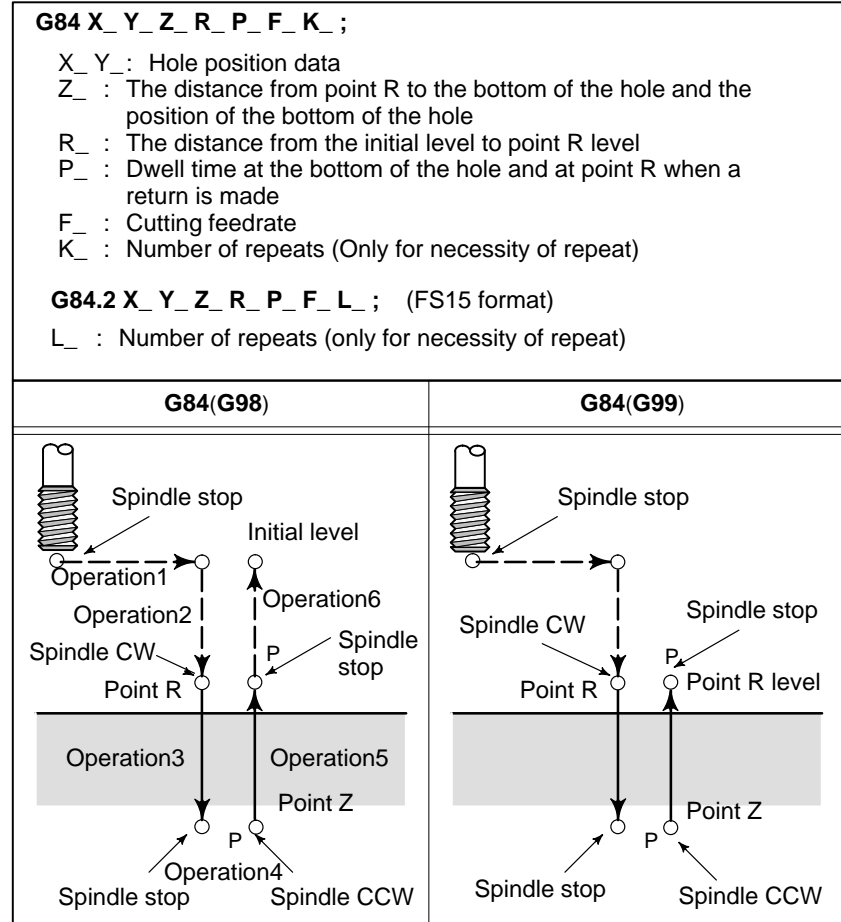 G84 X_ Y_ Z_ R_ P_ F_ K_ ;
X_ Y_ : Hole position data
Z_ : The distance from point R to the bottom of the hole and the
position of the bottom of the hole
R_ : The distance from the initial level to point R level
P_ : Dwell time at the bottom of the hole and at point R when a
return is made
F_ : Cutting feedrate
K_ : Number of repeats (Only for necessity of repeat)
G84.2 X_ Y_ Z_ R_ P_ F_ L_ ; (FS15 format)
L_ : Number of repeats (only for necessity of repeat)
G84(G98)
Spindle stop
Initial level
Operation1
Operation2
Operation6
Spindle CW
P
Spindle
stop
Point R
Operation3
Operation5
Point Z
P
Operation4
Spindle stop
Spindle CCW
G84(G99)
Spindle stop
Spindle CW
Spindle stop
P
Point R
Point R level
Point Z
P
Spindle stop
Spindle CCW